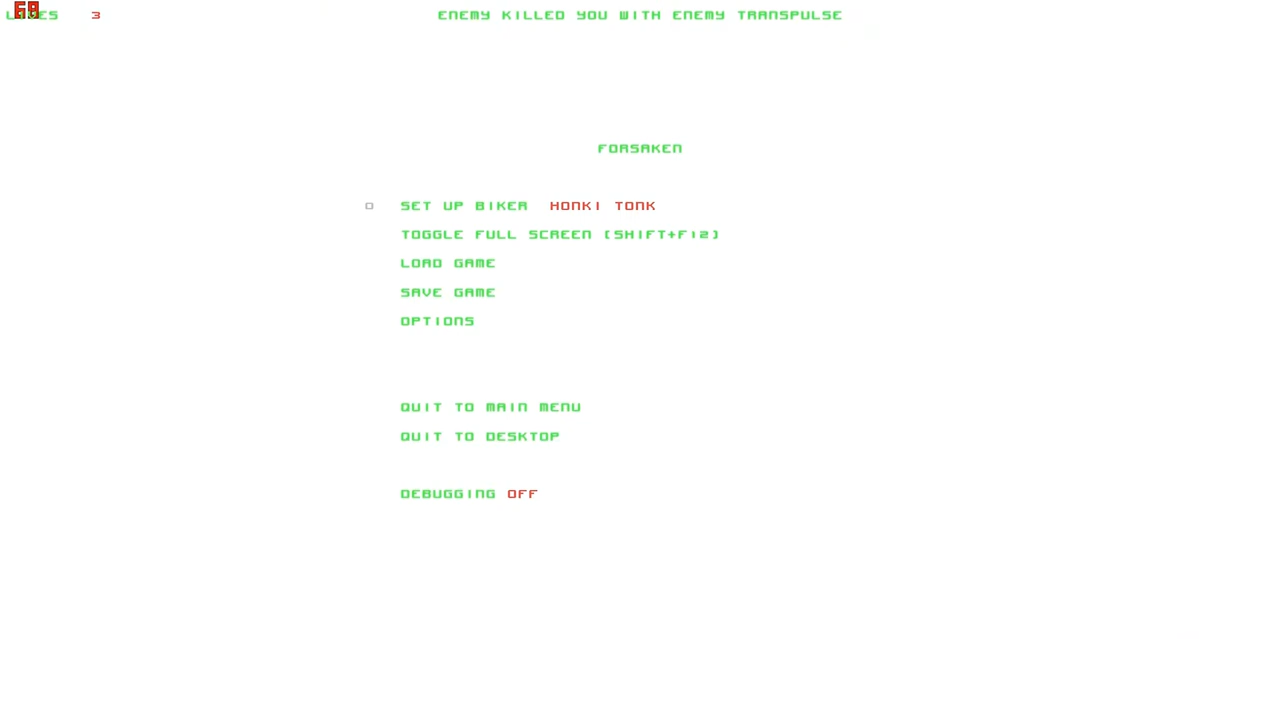 69
LIVES 3
ENEMY KILLED YOU WITH ENEMY TRANSPULSE
FORSAKEN
SET UP BIKER HONKI TONK
TOGGLE FULL SCREEN [SHIFT+F12]
LOAD GAME
SAVE GAME
OPTIONS
QUIT TO MAIN MENU
QUIT TO DESKTOP
DEBUGGING OFF